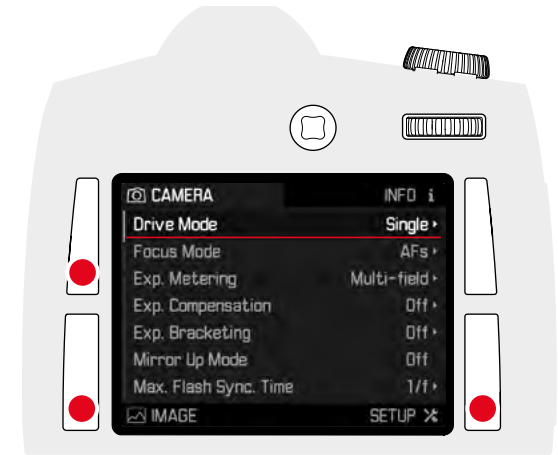 CAMERA INFO i
Drive Mode Single
Focus Mode AFs
Exp. Metering Multi-field
Exp. Compensation Off
Exp. Bracketing Off
Mirror Up Mode Off
Max. Flash Sync. Time 1/f
IMAGE SETUP